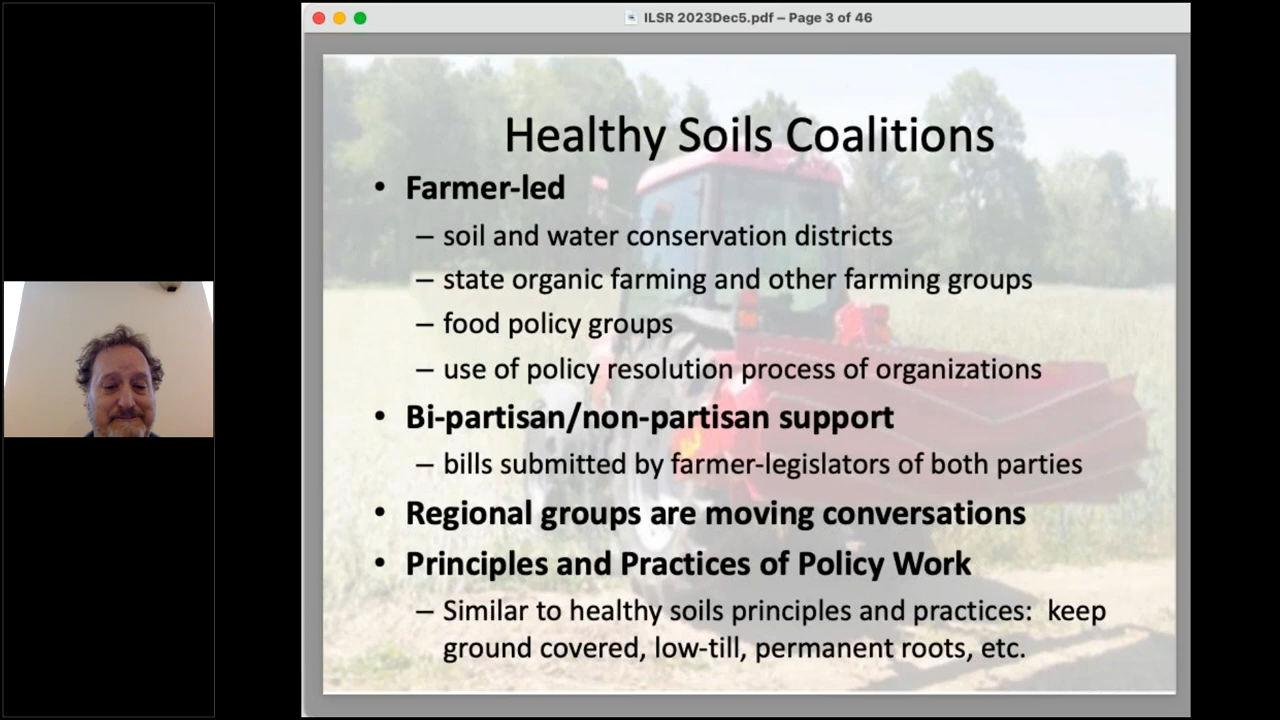 ILSR 2023Dec5.pdf – Page 3 of 46
Healthy Soils Coalitions
• Farmer-led
– soil and water conservation districts
– state organic farming and other farming groups
– food policy groups
– use of policy resolution process of organizations
• Bi-partisan/non-partisan support
– bills submitted by farmer-legislators of both parties
• Regional groups are moving conversations
• Principles and Practices of Policy Work
– Similar to healthy soils principles and practices:  keep
ground covered, low-till, permanent roots, etc.